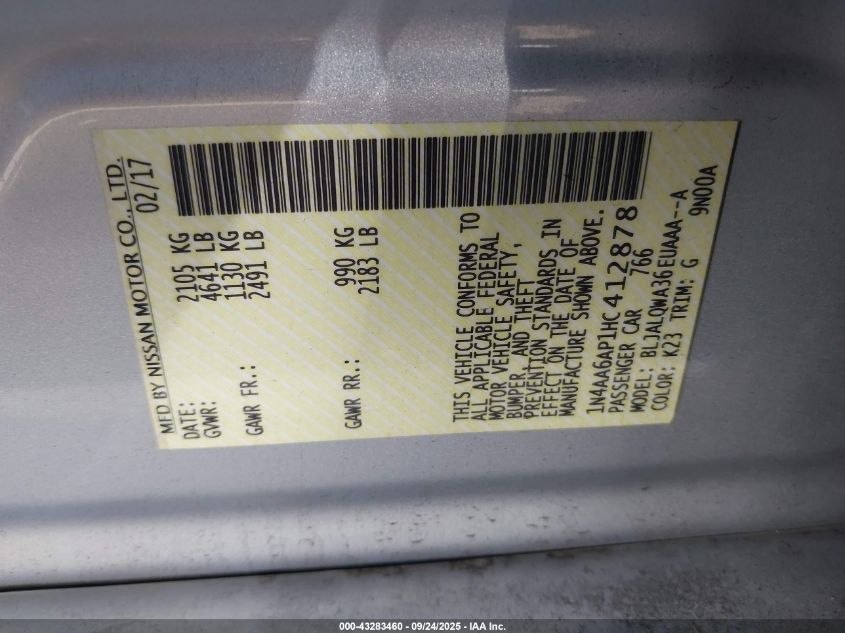 MFD BY NISSAN MOTOR CO., LTD.
DATE: 02/17
GVWR: 2105 KG
4641 LB
GAWR FR.: 1130 KG
2491 LB
GAWR RR.: 990 KG
2183 LB
THIS VEHICLE CONFORMS TO
ALL APPLICABLE FEDERAL
MOTOR VEHICLE SAFETY,
BUMPER, AND THEFT
PREVENTION STANDARDS IN
EFFECT ON THE DATE OF
MANUFACTURE SHOWN ABOVE.
1N4AA6AP1HC412878
PASSENGER CAR 766
MODEL: BLJALQWA36EUAAA--A
COLOR: K23 TRIM: G 9N00A
000-43283460 - 09/24/2025 - IAA Inc.